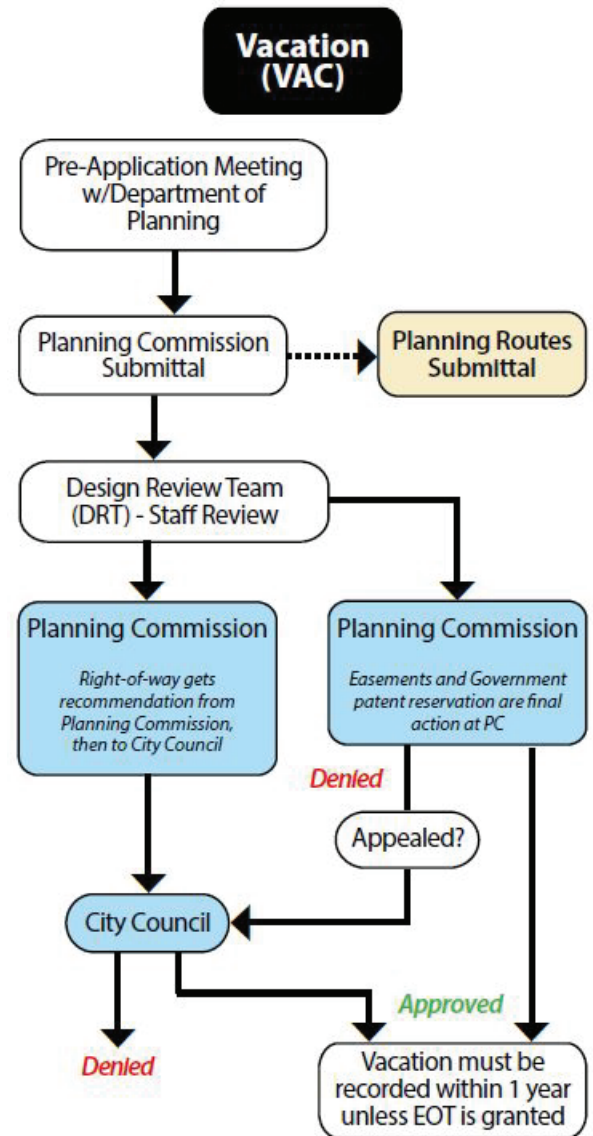 Vacation
(VAC)
Pre-Application Meeting
w/Department of
Planning
Planning Commission
Submittal
Planning Routes
Submittal
Design Review Team
(DRT) - Staff Review
Planning Commission
Right-of-way gets
recommendation from
Planning Commission,
then to City Council
Planning Commission
Easements and Government
patent reservation are final
action at PC
Denied
Appealed?
City Council
Approved
Denied
Vacation must be
recorded within 1 year
unless EOT is granted